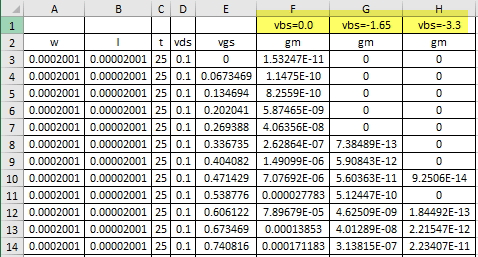 A B C D E F G H
1 vbs=0.0 vbs=-1.65 vbs=-3.3
2 w l t vds vgs gm gm gm
3 0.0002001 0.00002001 25 0.1 0 1.53247E-11 0 0
4 0.0002001 0.00002001 25 0.1 0.0673469 1.1475E-10 0 0
5 0.0002001 0.00002001 25 0.1 0.134694 8.2559E-10 0 0
6 0.0002001 0.00002001 25 0.1 0.202041 5.87465E-09 0 0
7 0.0002001 0.00002001 25 0.1 0.269388 4.06356E-08 0 0
8 0.0002001 0.00002001 25 0.1 0.336735 2.62864E-07 7.38489E-13 0
9 0.0002001 0.00002001 25 0.1 0.404082 1.49099E-06 5.90843E-12 0
10 0.0002001 0.00002001 25 0.1 0.471429 7.07692E-06 5.60363E-11 9.2506E-14
11 0.0002001 0.00002001 25 0.1 0.538776 0.000027783 5.12447E-10 0
12 0.0002001 0.00002001 25 0.1 0.606122 7.89679E-05 4.62509E-09 1.84492E-13
13 0.0002001 0.00002001 25 0.1 0.673469 0.00013853 4.01289E-08 2.21547E-12
14 0.0002001 0.00002001 25 0.1 0.740816 0.000171183 3.13815E-07 2.23407E-11